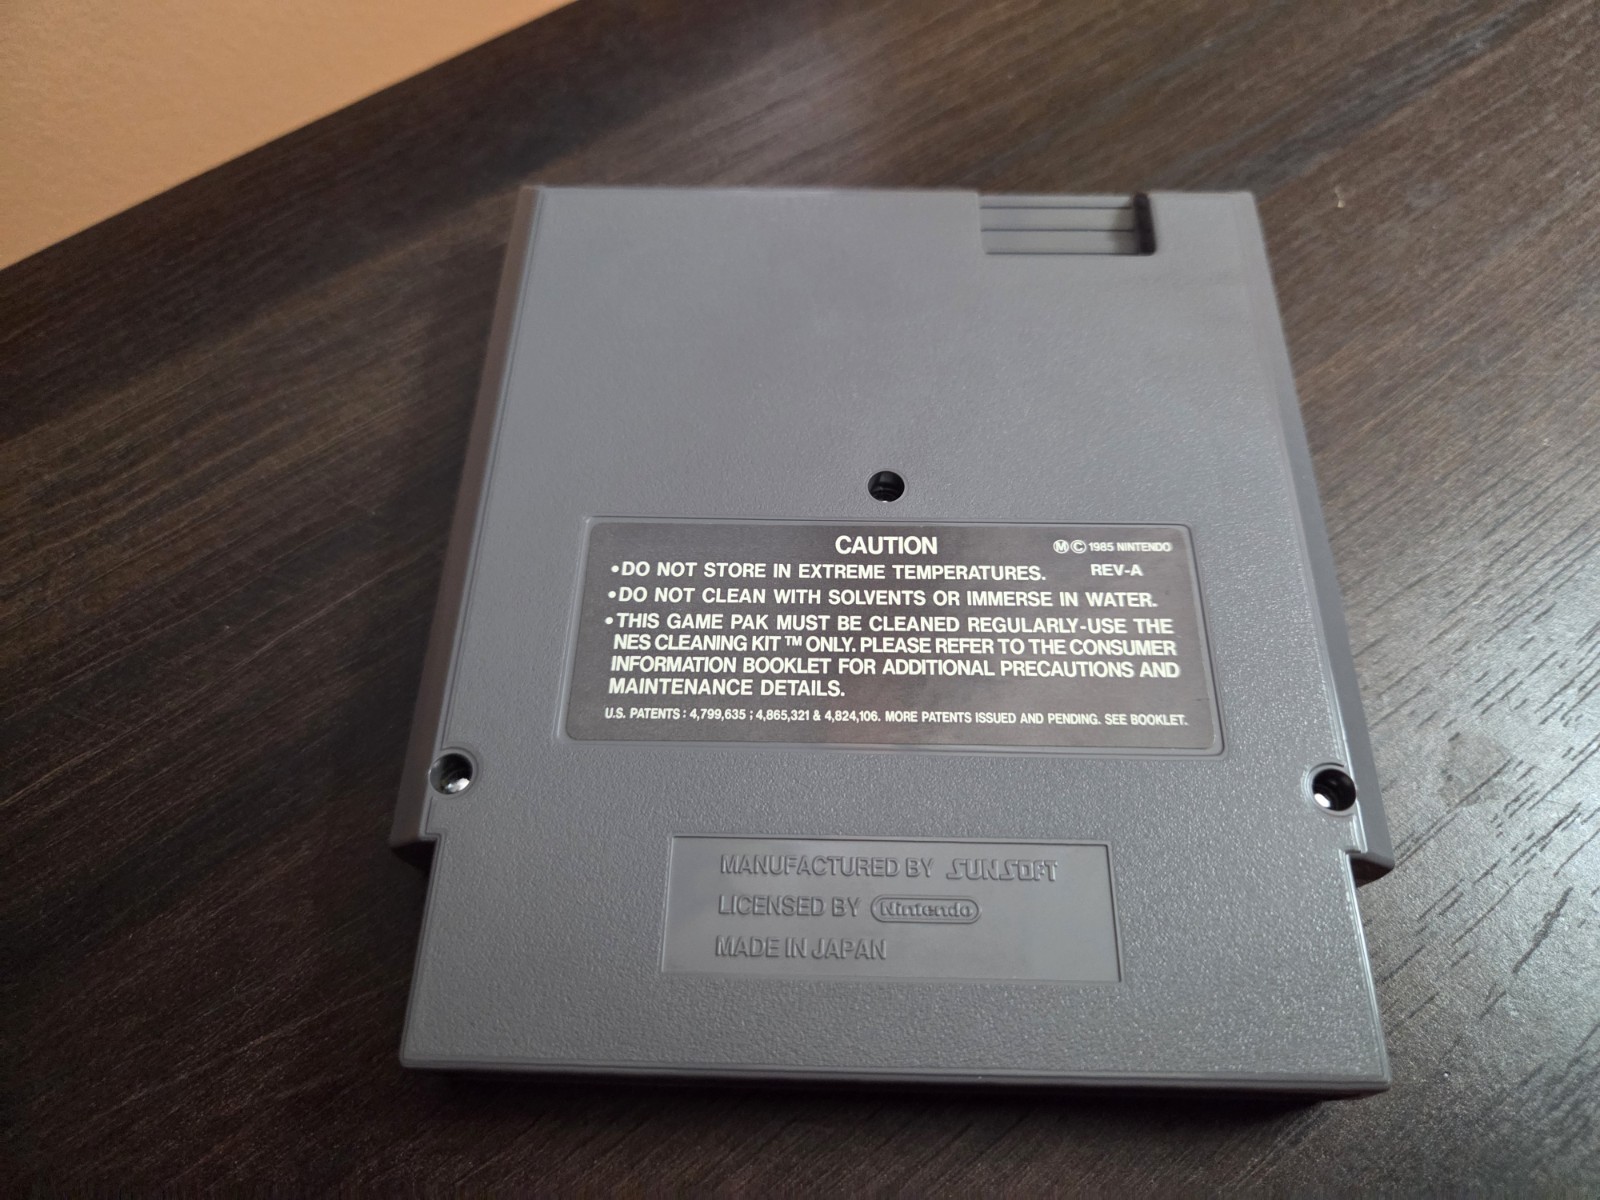 CAUTION
Ⓜ©1985 NINTENDO
•DO NOT STORE IN EXTREME TEMPERATURES. REV-A
•DO NOT CLEAN WITH SOLVENTS OR IMMERSE IN WATER.
•THIS GAME PAK MUST BE CLEANED REGULARLY-USE THE
NES CLEANING KIT™ ONLY. PLEASE REFER TO THE CONSUMER
INFORMATION BOOKLET FOR ADDITIONAL PRECAUTIONS AND
MAINTENANCE DETAILS.
U.S. PATENTS : 4,799,635 ; 4,865,321 & 4,824,106. MORE PATENTS ISSUED AND PENDING. SEE BOOKLET.
MANUFACTURED BY SUNSOFT
LICENSED BY Nintendo
MADE IN JAPAN